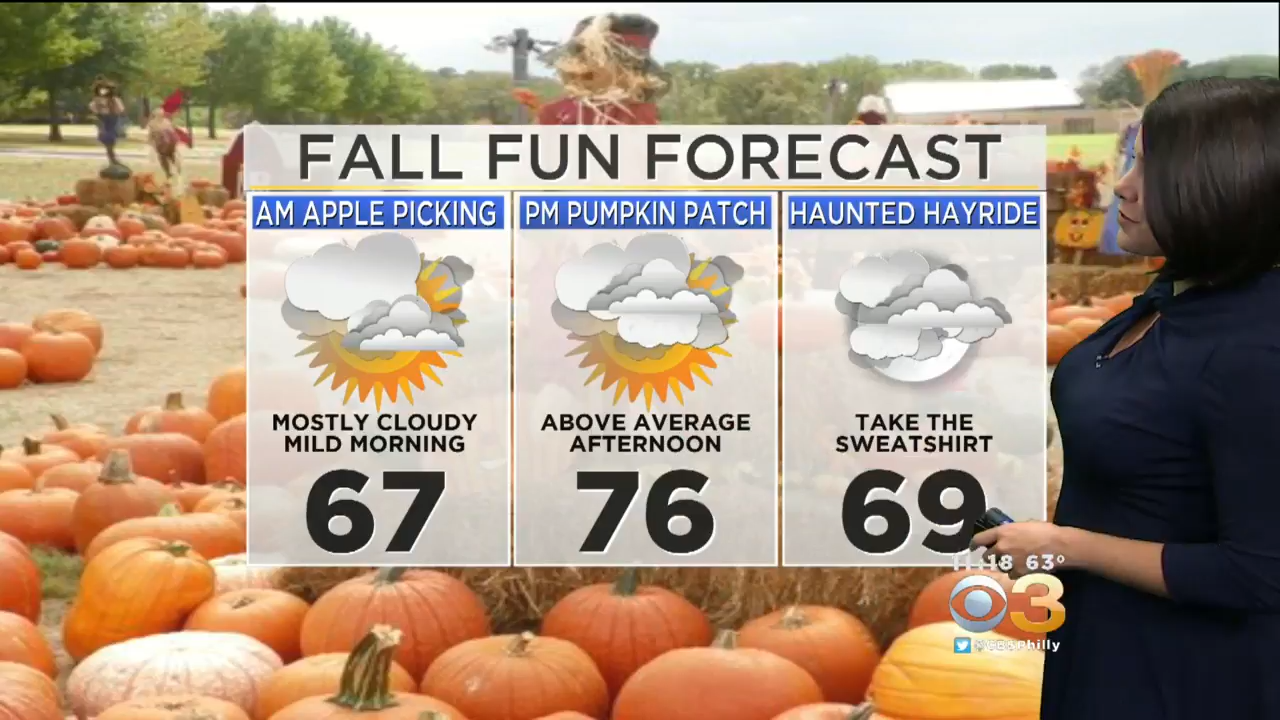 FALL FUN FORECAST
AM APPLE PICKING
MOSTLY CLOUDY
MILD MORNING
67
PM PUMPKIN PATCH
ABOVE AVERAGE
AFTERNOON
76
HAUNTED HAYRIDE
TAKE THE
SWEATSHIRT
69
11:18 63°
3
@CBSPhilly